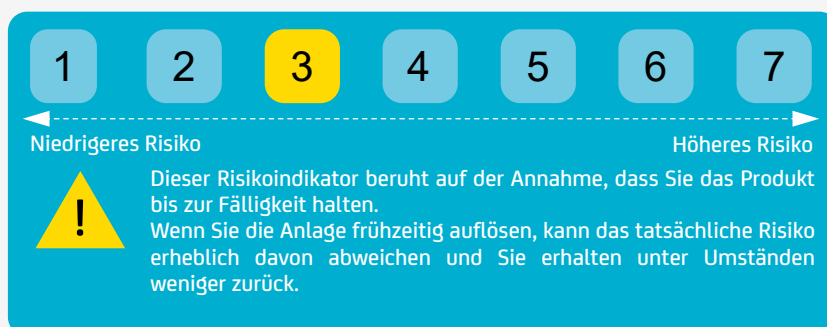 1 2 3 4 5 6 7
Niedrigeres Risiko Höheres Risiko
Dieser Risikoindikator beruht auf der Annahme, dass Sie das Produkt
bis zur Fälligkeit halten.
!
Wenn Sie die Anlage frühzeitig auflösen, kann das tatsächliche Risiko
erheblich davon abweichen und Sie erhalten unter Umständen
weniger zurück.